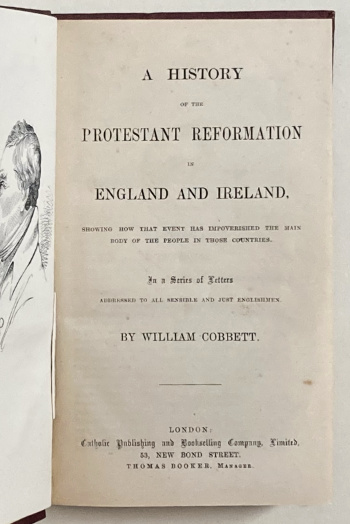 A HISTORY
OF THE
PROTESTANT REFORMATION
IN
ENGLAND AND IRELAND,
SHOWING HOW THAT EVENT HAS IMPOVERISHED THE MAIN
BODY OF THE PEOPLE IN THOSE COUNTRIES.
In a Series of Letters
ADDRESSED TO ALL SENSIBLE AND JUST ENGLISHMEN.
BY WILLIAM COBBETT.
LONDON:
Catholic Publishing and Bookselling Company, Limited,
53, NEW BOND STREET.
THOMAS BOOKER, MANAGER.